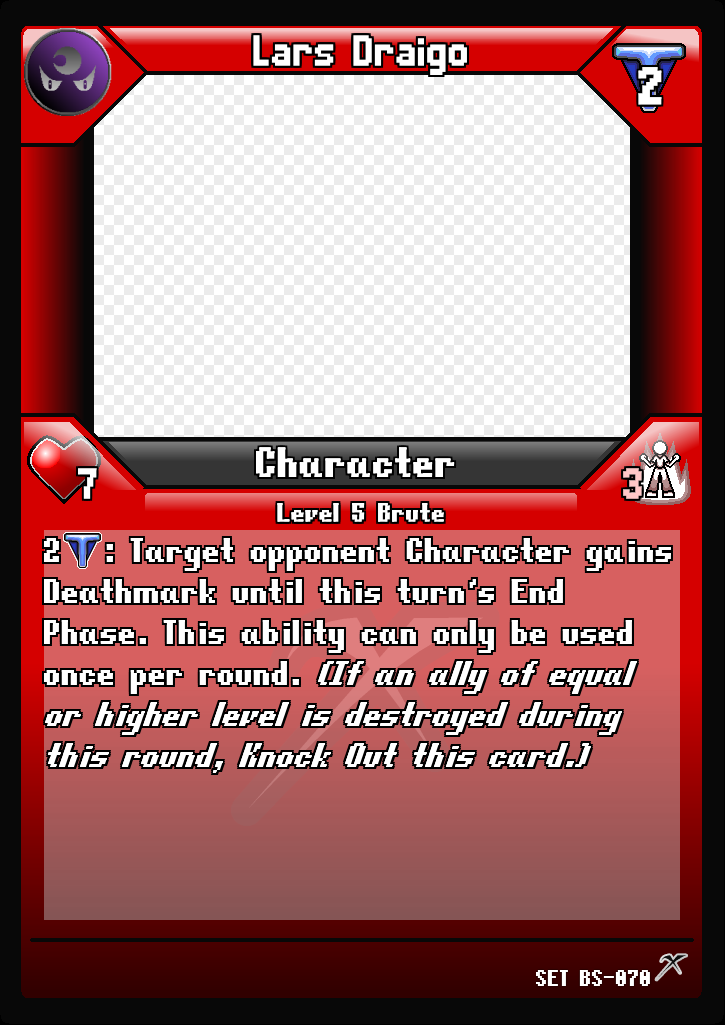 Lars Draigo
2
7
Character
3
Level 5 Brute
2 : Target opponent Character gains
Deathmark until this turn's End
Phase. This ability can only be used
once per round. (If an ally of equal
or higher level is destroyed during
this round, Knock Out this card.)
SET BS-070